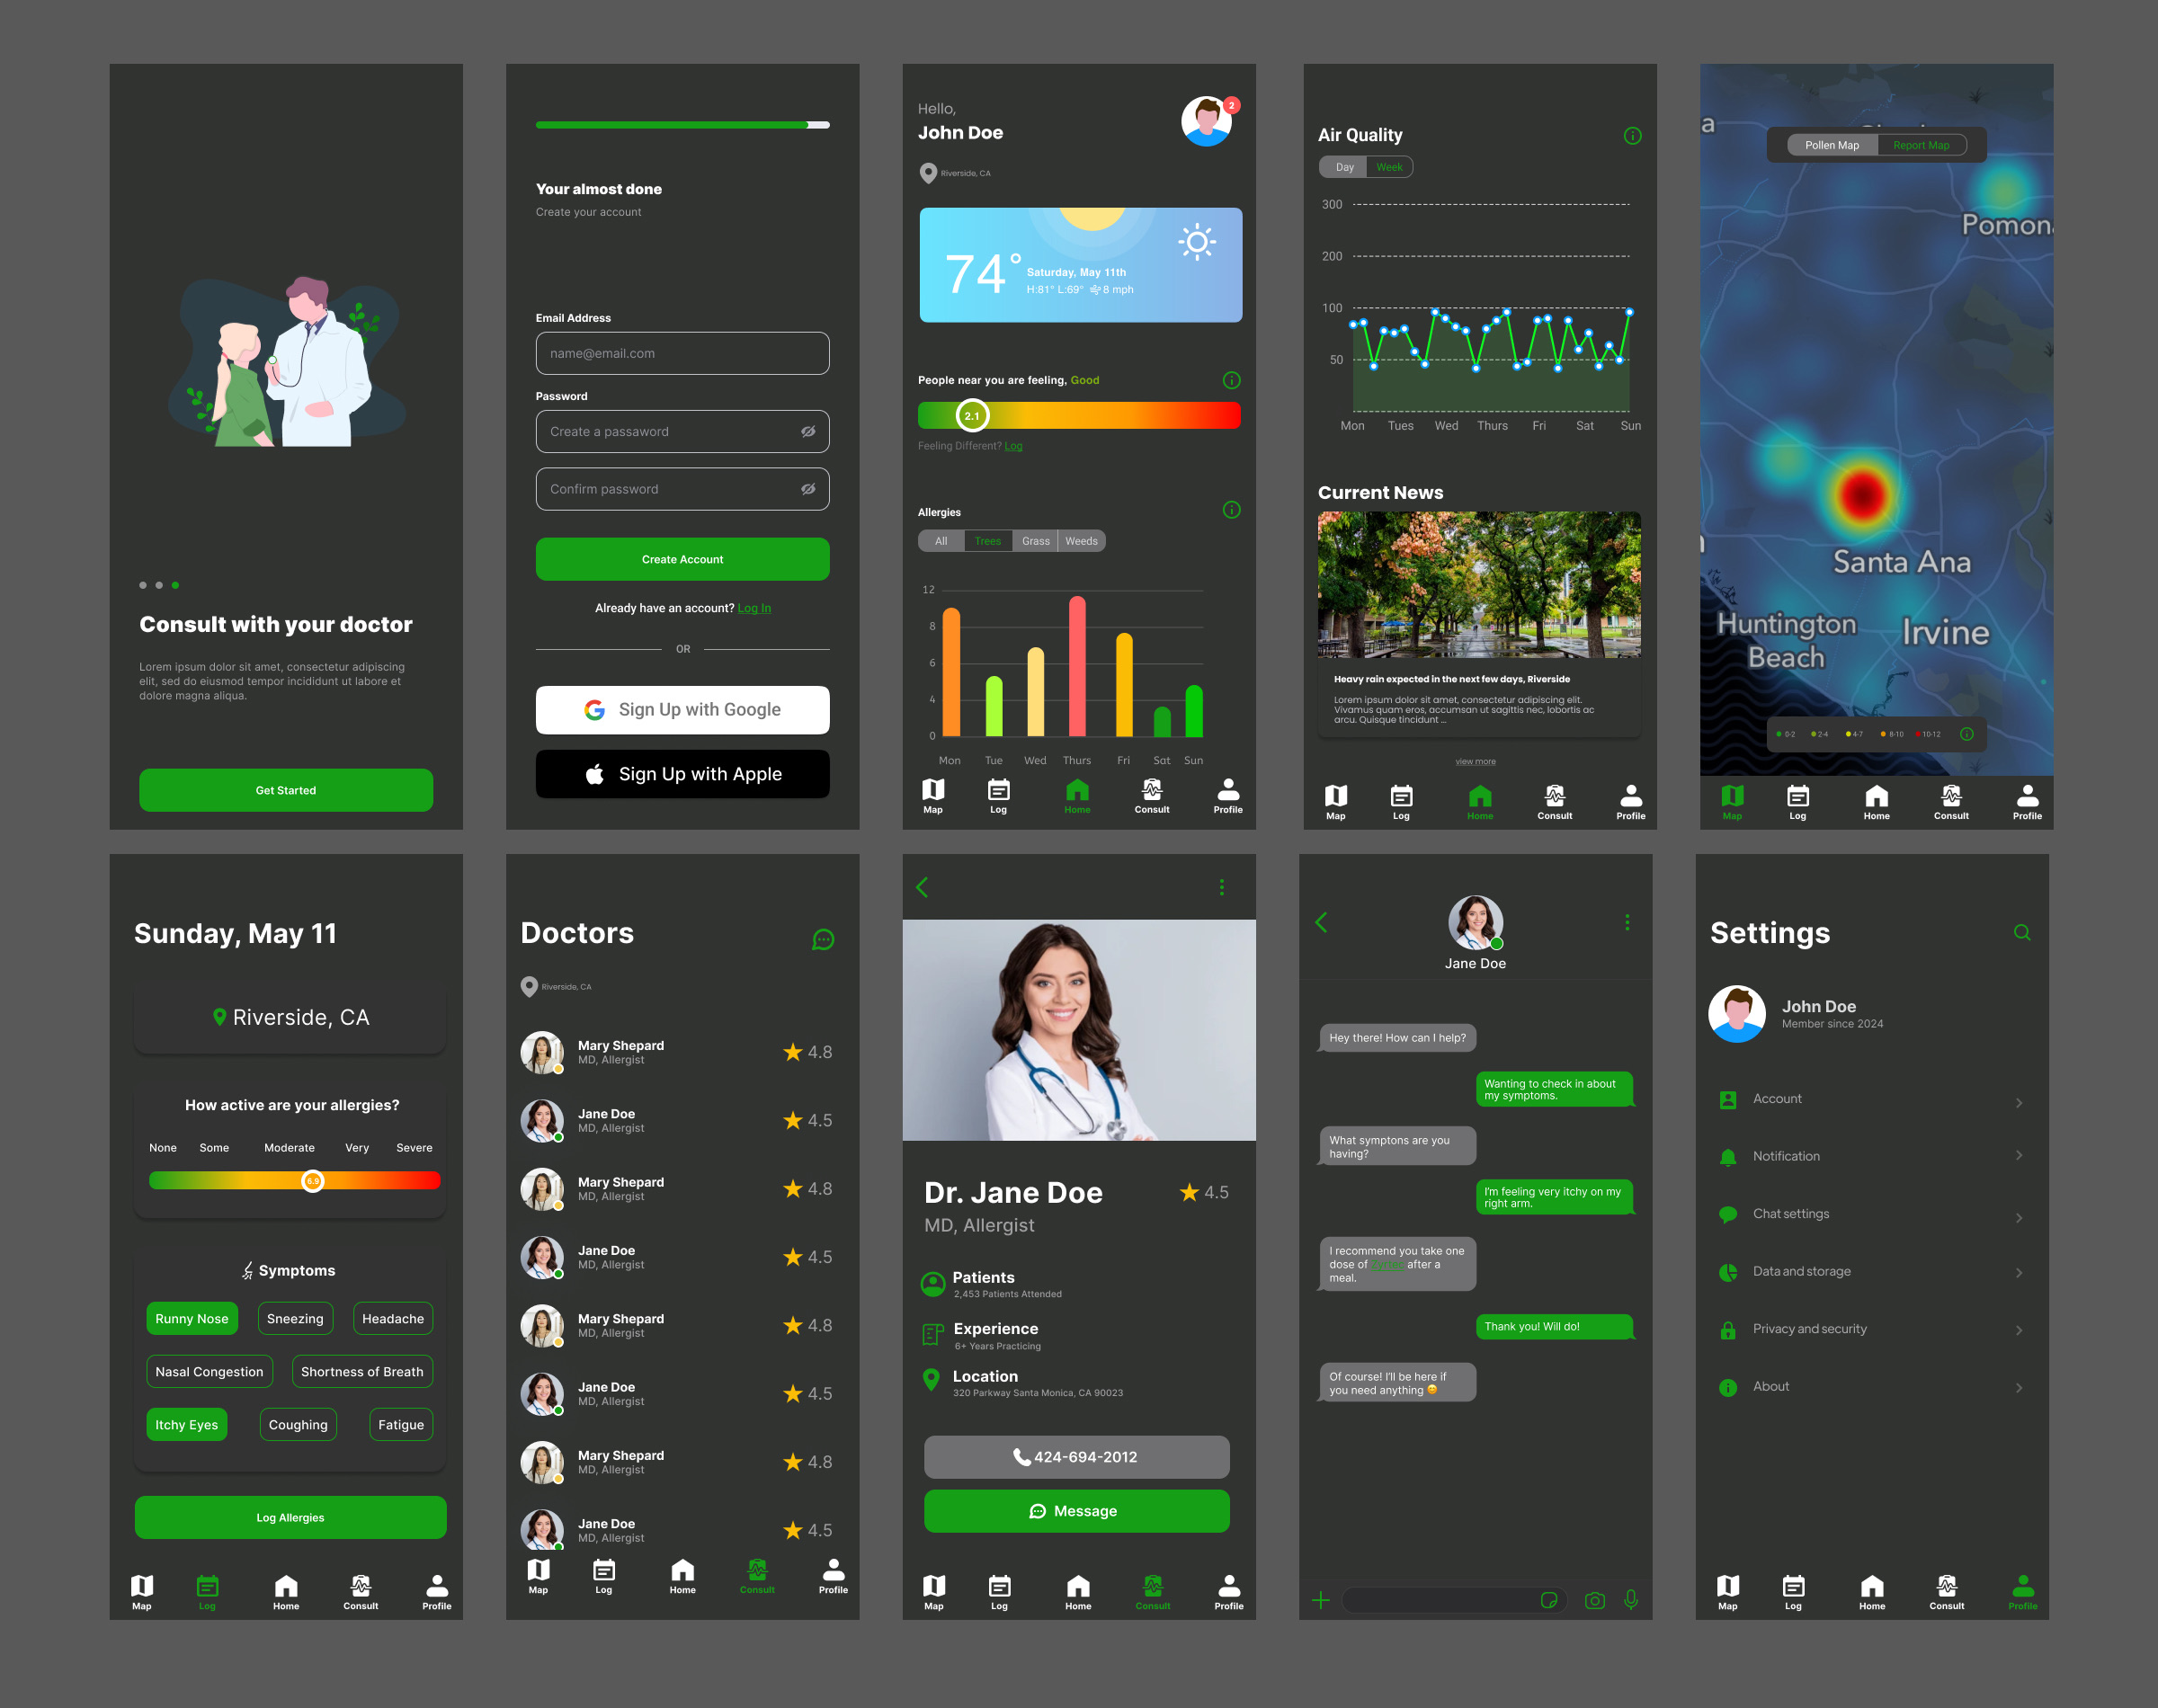 Consult with your doctor
Lorem ipsum dolor sit amet, consectetur adipiscing
elit, sed do eiusmod tempor incididunt ut labore et
dolore magna aliqua.
Get Started
Your almost done
Create your account
Email Address
name@email.com
Password
Create a passaword
Confirm password
Create Account
Already have an account? Log In
OR
Sign Up with Google
Sign Up with Apple
Hello,
John Doe
2
Riverside, CA
74°
Saturday, May 11th
H:81° L:69° 8 mph
People near you are feeling, Good
2.1
Feeling Different? Log
Allergies
All Trees Grass Weeds
12
8
6
4
0
Mon Tue Wed Thurs Fri Sat Sun
Map Log Home Consult Profile
Air Quality
Day Week
300
200
100
50
Mon Tues Wed Thurs Fri Sat Sun
Current News
Heavy rain expected in the next few days, Riverside
Lorem ipsum dolor sit amet, consectetur adipiscing elit.
Vivamus quam eros, accumsan ut sagittis nec, lobortis ac
arcu. Quisque tincidunt ...
view more
Map Log Home Consult Profile
a
Pollen Map Report Map
Pomona
Santa Ana
Huntington
Beach
Irvine
0-2 2-4 4-7 8-10 10-12
Map Log Home Consult Profile
Sunday, May 11
Riverside, CA
How active are your allergies?
None Some Moderate Very Severe
6.9
Symptoms
Runny Nose Sneezing Headache
Nasal Congestion Shortness of Breath
Itchy Eyes Coughing Fatigue
Log Allergies
Map Log Home Consult Profile
Doctors
Riverside, CA
Mary Shepard
MD, Allergist
4.8
Jane Doe
MD, Allergist
4.5
Mary Shepard
MD, Allergist
4.8
Jane Doe
MD, Allergist
4.5
Mary Shepard
MD, Allergist
4.8
Jane Doe
MD, Allergist
4.5
Mary Shepard
MD, Allergist
4.8
Jane Doe
MD, Allergist
4.5
Map Log Home Consult Profile
Dr. Jane Doe
4.5
MD, Allergist
Patients
2,453 Patients Attended
Experience
6+ Years Practicing
Location
320 Parkway Santa Monica, CA 90023
424-694-2012
Message
Map Log Home Consult Profile
Jane Doe
Hey there! How can I help?
Wanting to check in about
my symptoms.
What symptons are you
having?
I'm feeling very itchy on my
right arm.
I recommend you take one
dose of after a
meal.
Thank you! Will do!
Of course! I'll be here if
you need anything 😊
Settings
John Doe
Member since 2024
Account
Notification
Chat settings
Data and storage
Privacy and security
About
Map Log Home Consult Profile